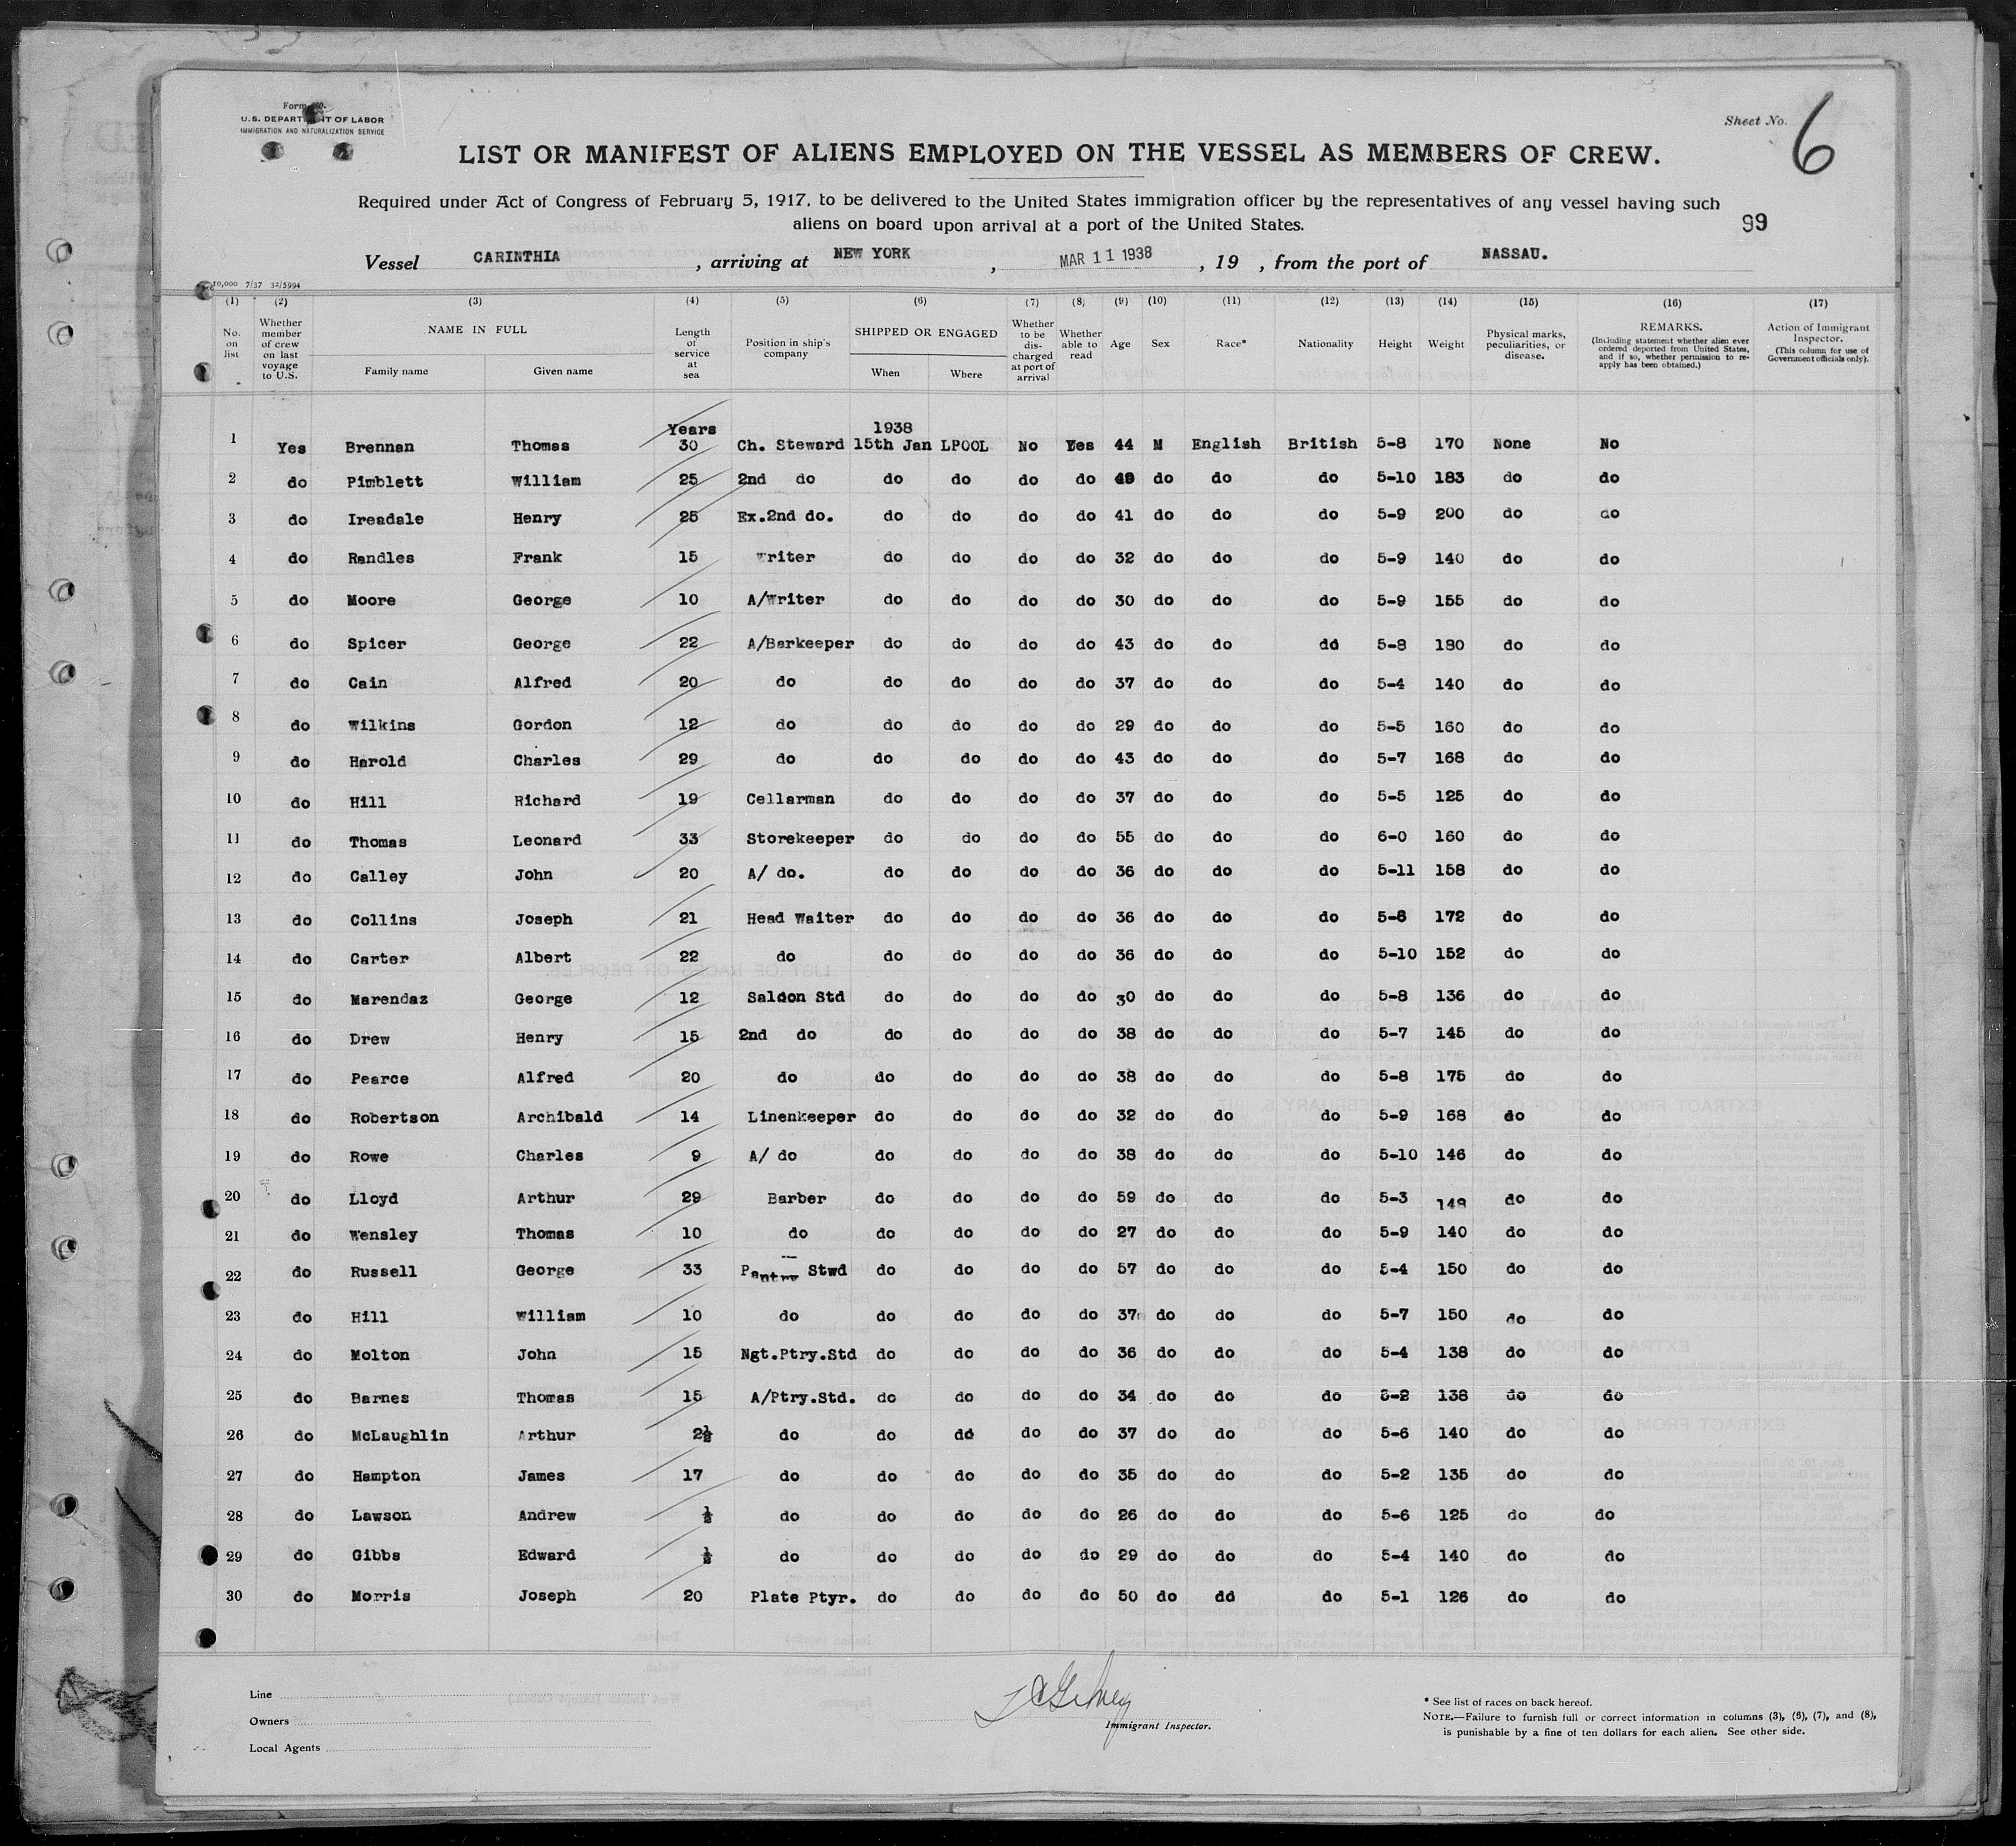 Form
U.S. DEPARTMENT OF LABOR
IMMIGRATION AND NATURALIZATION SERVICE
Sheet No. 6
LIST OR MANIFEST OF ALIENS EMPLOYED ON THE VESSEL AS MEMBERS OF CREW.
Required under Act of Congress of February 5, 1917, to be delivered to the United States immigration officer by the representatives of any vessel having such
aliens on board upon arrival at a port of the United States.
99
Vessel CARINTHIA , arriving at NEW YORK , MAR 11 1938 , 19 , from the port of NASSAU.
10,000 7/37 32/5994
(1) (2) (3) (4) (5) (6) (7) (8) (9) (10) (11) (12) (13) (14) (15) (16) (17)
No. on list Whether member of crew on last voyage to U.S. NAME IN FULL Family name Given name Length of service at sea Position in ship's company SHIPPED OR ENGAGED When Where Whether to be discharged at port of arrival Whether able to read Age Sex Race* Nationality Height Weight Physical marks, peculiarities, or disease. REMARKS. (Including statement whether alien ever ordered deported from United States, and if so, whether permission to reapply has been obtained.) Action of Immigrant Inspector. (This column for use of Government officials only).
Years 1938
1 Yes Brennan Thomas 30 Ch. Steward 15th Jan LPOOL No Yes 44 M English British 5-8 170 None No
2 do Pimblett William 25 2nd do do do do do do do do 5-10 183 do do
3 do Iredale Henry 25 Ex.2nd do. do do do do 41 do do do 5-9 200 do do
4 do Randles Frank 15 Writer do do do do 32 do do do 5-9 140 do do
5 do Moore George 10 A/Writer do do do do 30 do do do 5-9 155 do do
6 do Spicer George 22 A/Barkeeper do do do do 43 do do dd 5-8 180 do do
7 do Cain Alfred 20 do do do do do 37 do do do 5-4 140 do do
8 do Wilkins Gordon 12 do do do do do 29 do do do 5-5 160 do do
9 do Harold Charles 29 do do do do do 43 do do do 5-7 168 do do
10 do Hill Richard 19 Cellarman do do do do 37 do do do 5-5 125 do do
11 do Thomas Leonard 33 Storekeeper do do do do 55 do do do 6-0 160 do do
12 do Calley John 20 A/ do. do do do do 36 do do do 5-11 158 do do
13 do Collins Joseph 21 Head Waiter do do do do 36 do do do 5-8 172 do do
14 do Carter Albert 22 do do do do do 36 do do do 5-10 152 do do
15 do Marendaz George 12 Saldon Std do do do do 30 do do do 5-8 136 do do
16 do Drew Henry 15 2nd do do do do do 38 do do do 5-7 145 do do
17 do Pearce Alfred 20 do do do do do 38 do do do 5-8 175 do do
18 do Robertson Archibald 14 Linenkeeper do do do do 32 do do do 5-9 168 do do
19 do Rowe Charles 9 A/ do do do do do 38 do do do 5-10 146 do do
20 do Lloyd Arthur 29 Barber do do do do 59 do do do 5-3 148 do do
21 do Wensley Thomas 10 do do do do do 27 do do do 5-9 140 do do
22 do Russell George 33 Pantry Stwd do do do do 57 do do do 5-4 150 do do
23 do Hill William 10 do do do do do 37 do do do 5-7 150 do do
24 do Molton John 15 Ngt.Ptry.Std do do do do 36 do do do 5-4 138 do do
25 do Barnes Thomas 15 A/Ptry.Std. do do do do 34 do do do 5-2 138 do do
26 do McLaughlin Arthur 2½ do do dd do do 37 do do do 5-6 140 do do
27 do Hampton James 17 do do do do do 35 do do do 5-2 135 do do
28 do Lawson Andrew ½ do do do do do 26 do do do 5-6 125 do do
29 do Gibbs Edward ½ do do do do do 29 do do do 5-4 140 do do
30 do Morris Joseph 20 Plate Ptyr. do do do do 50 do dd do 5-1 126 do do
Line
Owners
Local Agents
Immigrant Inspector.
* See list of races on back hereof.
NOTE.—Failure to furnish full or correct information in columns (3), (6), (7), and (8),
is punishable by a fine of ten dollars for each alien. See other side.